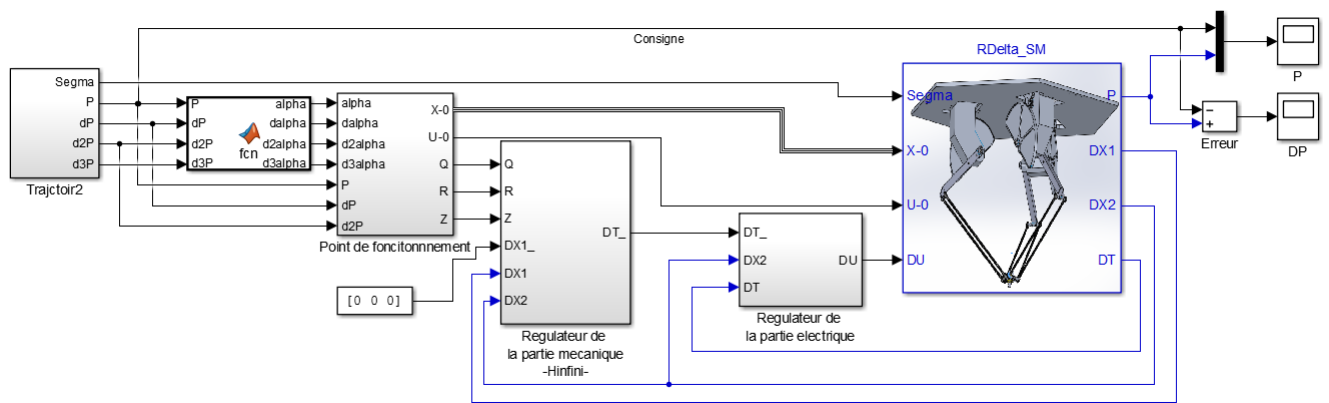 Consigne
Segma
P
dP
d2P
d3P
Trajctoir2
P
dP
d2P
d3P
alpha
dalpha
d2alpha
d3alpha
fcn
alpha
dalpha
d2alpha
d3alpha
P
dP
d2P
X-0
U-0
Q
R
Z
Point de foncitonnnement
[0 0 0]
Q
R
Z
DX1_
DX1
DX2
DT_
Regulateur de
la partie mecanique
-Hinfini-
DT_
DX2
DT
DU
Regulateur de
la partie electrique
RDelta_SM
Segma
X-0
U-0
DU
P
DX1
DX2
DT
P
Erreur
DP